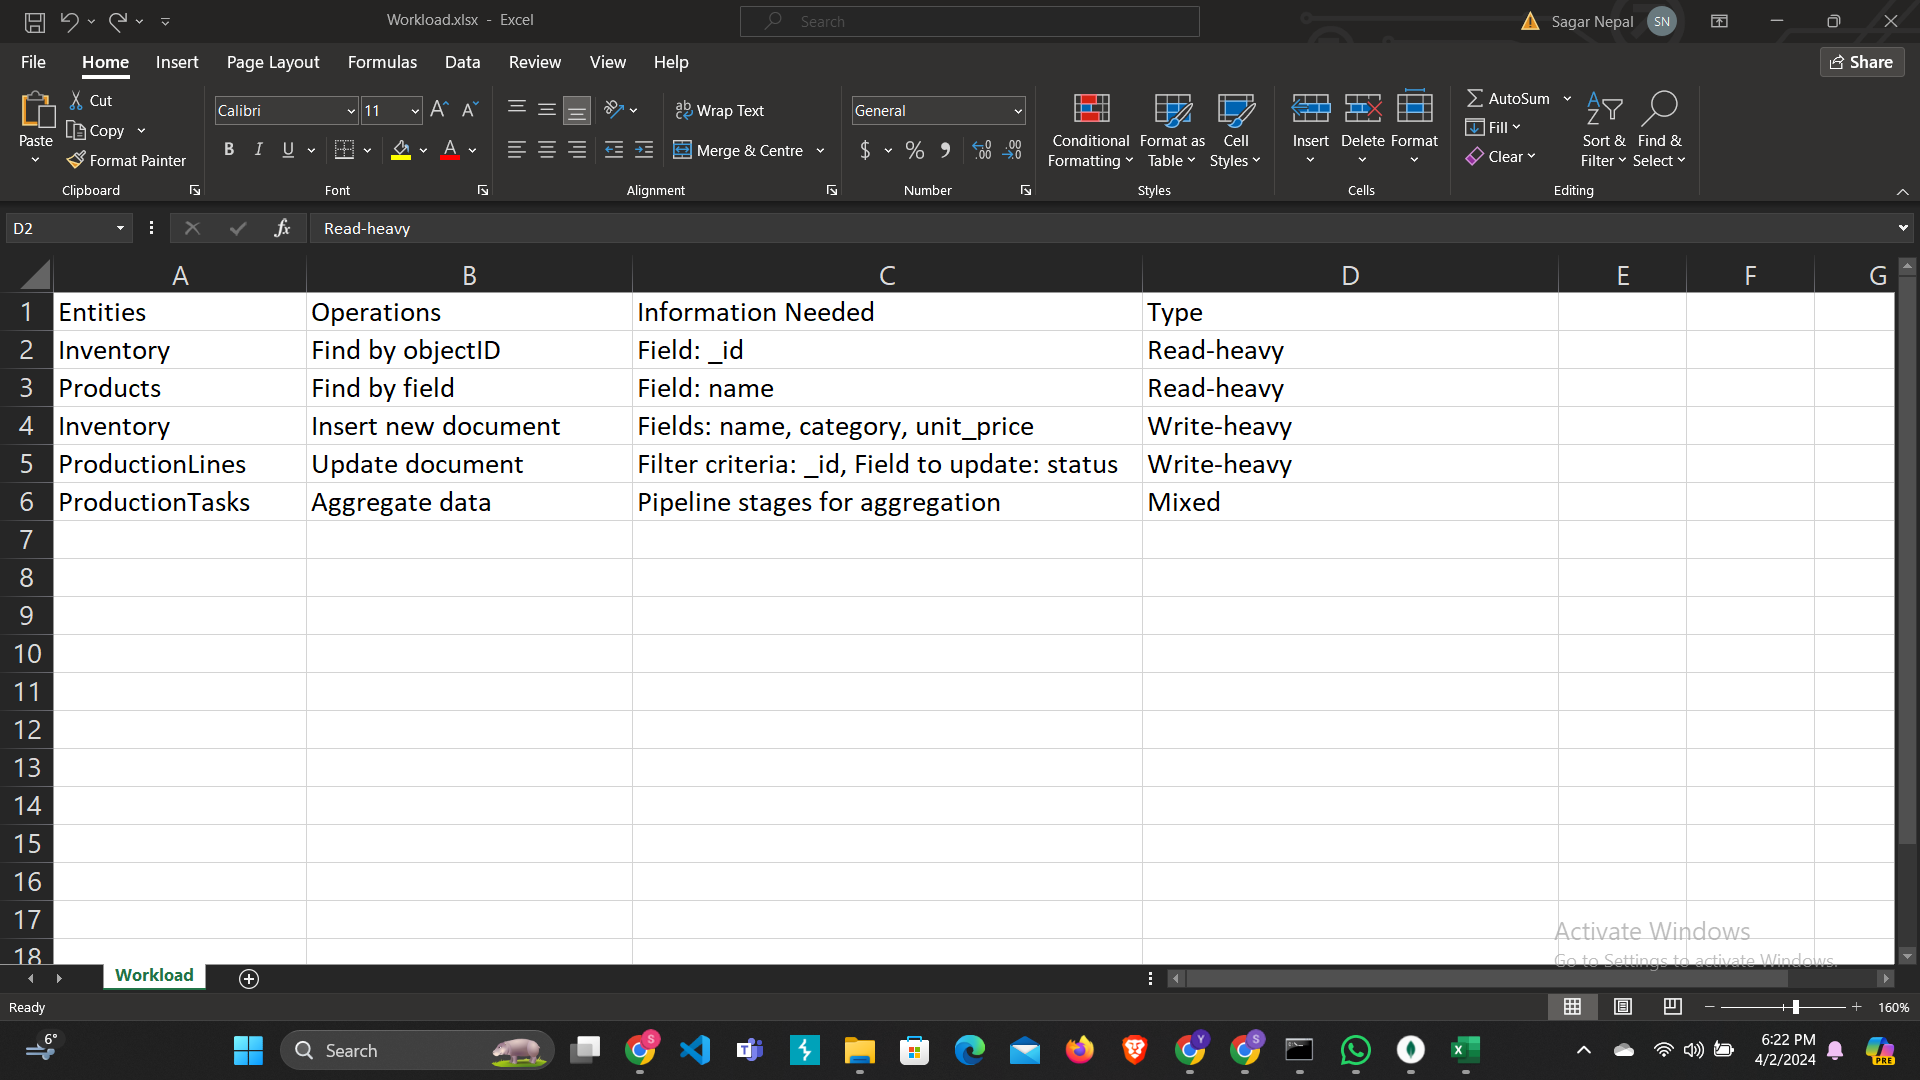 Workload.xlsx - Excel
Search
Sagar Nepal SN
File Home Insert Page Layout Formulas Data Review View Help
Share
Paste
Cut
Copy
Format Painter
Clipboard
Calibri 11
B I U
Font
Wrap Text
Merge & Centre
Alignment
General
$ % ,
Number
Conditional Formatting
Format as Table
Cell Styles
Styles
Insert Delete Format
Cells
AutoSum
Fill
Clear
Sort & Filter
Find & Select
Editing
D2 fx Read-heavy
A B C D E F G
1 Entities Operations Information Needed Type
2 Inventory Find by objectID Field: _id Read-heavy
3 Products Find by field Field: name Read-heavy
4 Inventory Insert new document Fields: name, category, unit_price Write-heavy
5 ProductionLines Update document Filter criteria: _id, Field to update: status Write-heavy
6 ProductionTasks Aggregate data Pipeline stages for aggregation Mixed
7
8
9
10
11
12
13
14
15
16
17
18
Activate Windows
Go to Settings to activate Windows.
Workload
Ready
160%
6°
Search
6:22 PM
4/2/2024
PRE